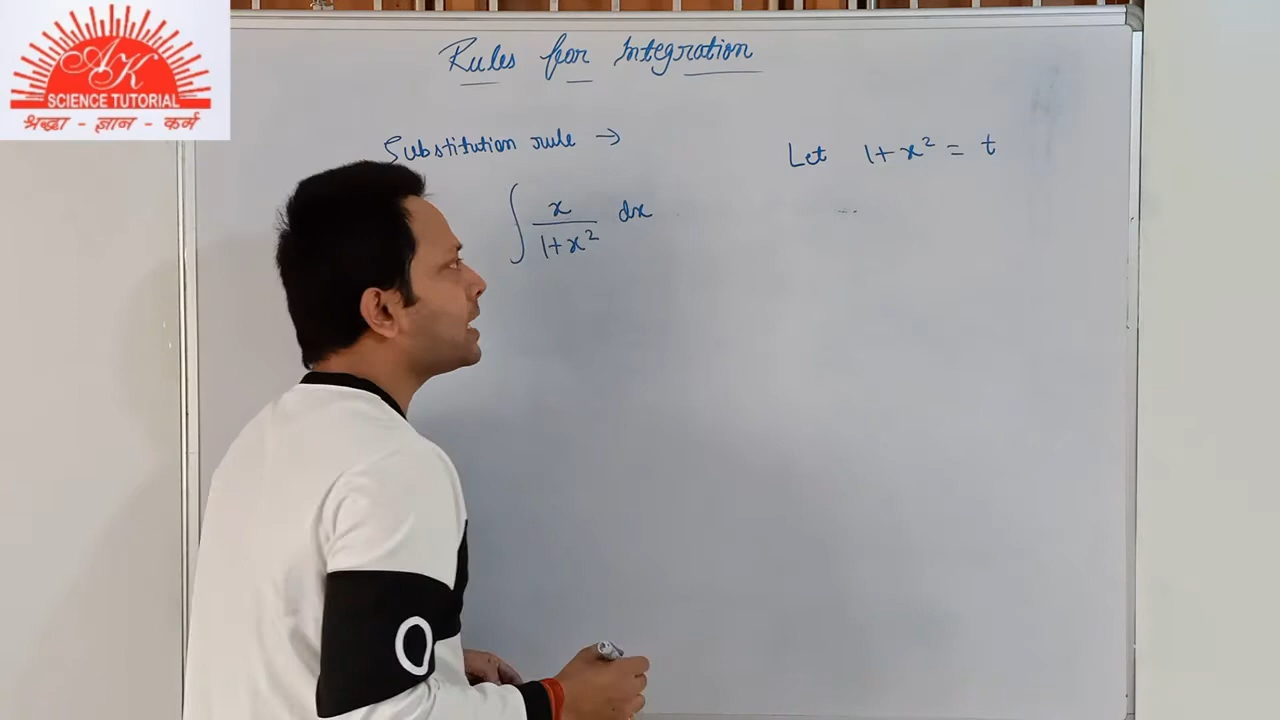 AK
SCIENCE TUTORIAL
श्रद्धा - ज्ञान - कर्म
Rules for Integration
Substitution rule →
∫ x / 1+x² dx
Let 1+x² = t